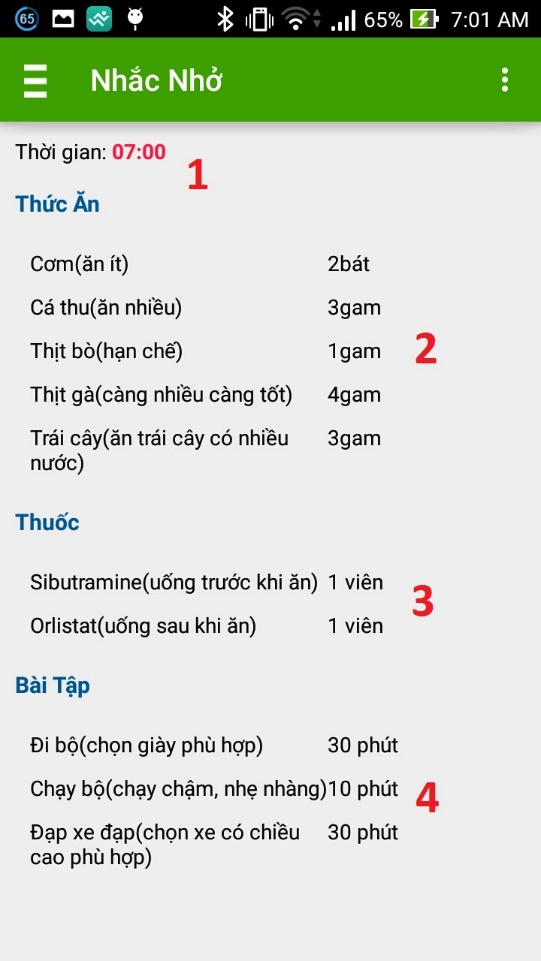 65 65% 7:01 AM
Nhắc Nhở
Thời gian: 07:00
1
Thức Ăn
Cơm(ăn ít) 2bát
Cá thu(ăn nhiều) 3gam
Thịt bò(hạn chế) 1gam 2
Thịt gà(càng nhiều càng tốt) 4gam
Trái cây(ăn trái cây có nhiều 3gam
nước)
Thuốc
Sibutramine(uống trước khi ăn) 1 viên
3
Orlistat(uống sau khi ăn) 1 viên
Bài Tập
Đi bộ(chọn giày phù hợp) 30 phút
Chạy bộ(chạy chậm, nhẹ nhàng)10 phút 4
Đạp xe đạp(chọn xe có chiều 30 phút
cao phù hợp)